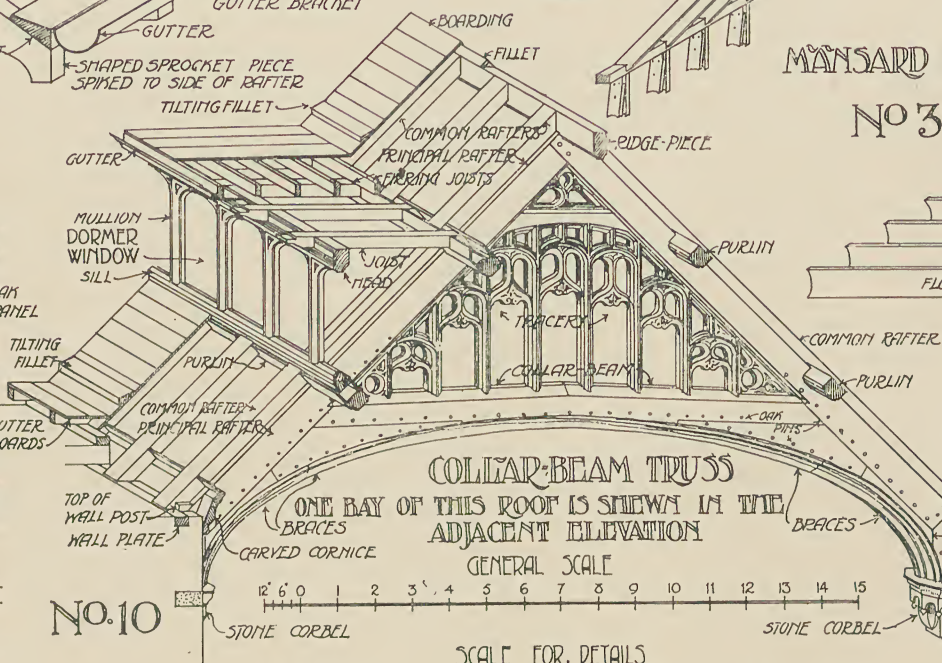 GUTTER BRACKET
GUTTER
SHAPED SPROCKET PIECE
SPIKED TO SIDE OF RAFTER
BOARDING
FILLET
MANSARD
TILTING FILLET
No 3
COMMON RAFTERS
RIDGE-PIECE
GUTTER
PRINCIPAL RAFTER
FIRRING JOISTS
MULLION
DORMER
WINDOW
SILL
PURLIN
JOIST
HEAD
PANEL
TRACERY
TILTING
FILLET
PURLIN
COMMON RAFTER
COLLAR-BEAM
PURLIN
COMMON RAFTER
PRINCIPAL RAFTER
GUTTER
BOARDS
OAK
PINS
COLLAR-BEAM TRUSS
TOP OF
WALL POST
WALL PLATE
ONE BAY OF THIS ROOF IS SHEWN IN THE
ADJACENT ELEVATION
BRACES
BRACES
CARVED CORNICE
GENERAL SCALE
12" 6" 0 1 2 3 4 5 6 7 8 9 10 11 12 13 14 15
No. 10
STONE CORBEL
STONE CORBEL
SCALE FOR DETAILS